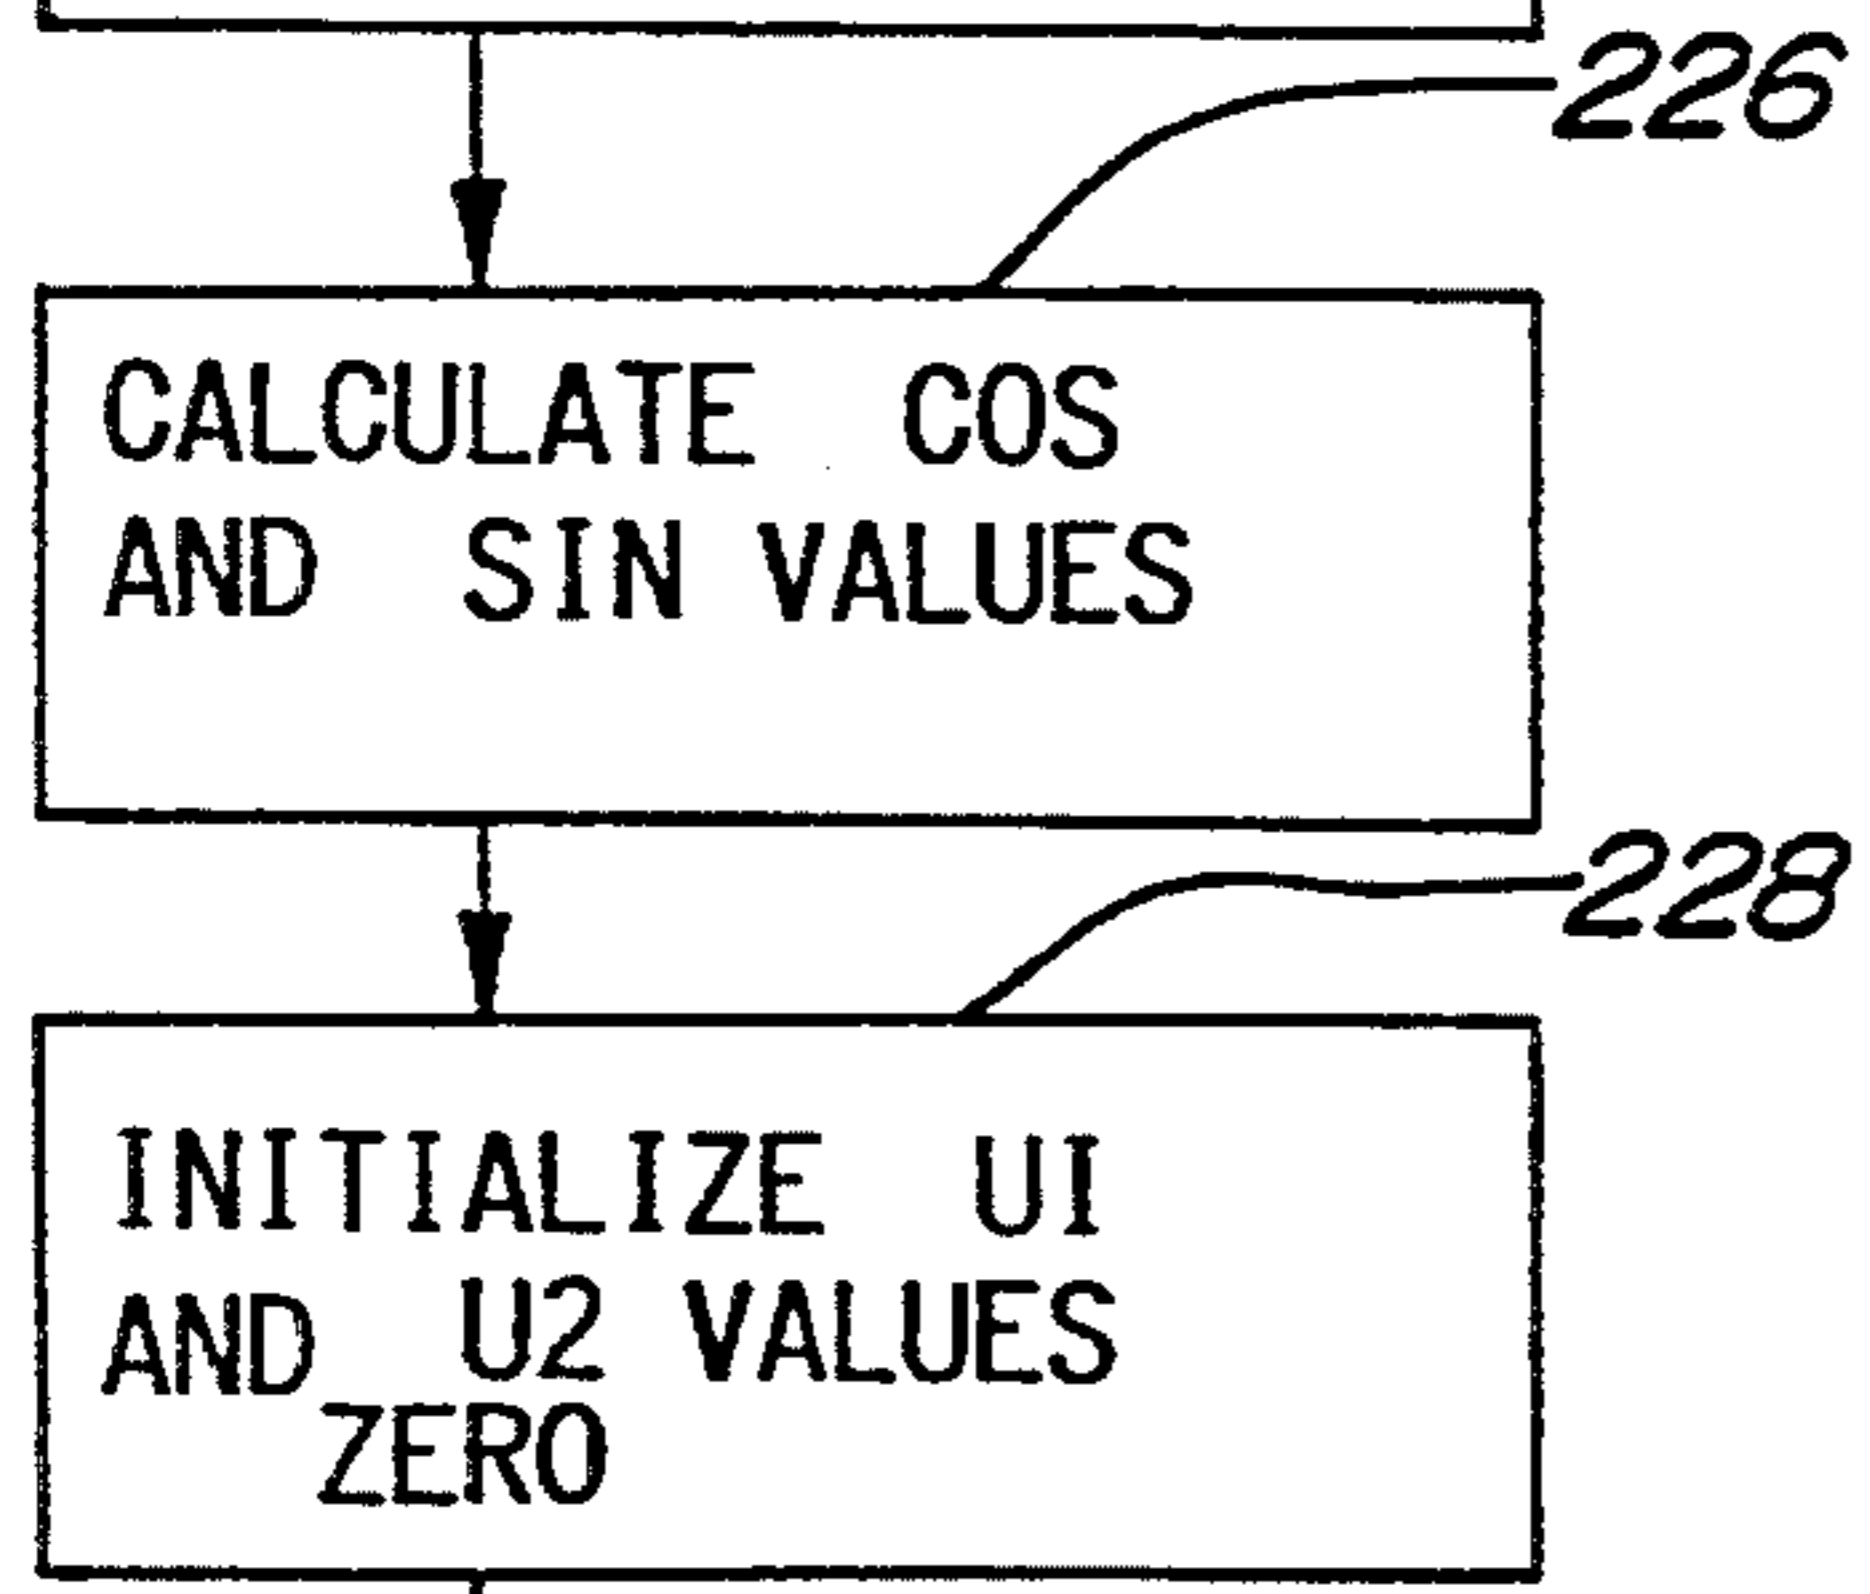 226
CALCULATE COS
AND SIN VALUES
228
INITIALIZE UI
AND U2 VALUES
ZERO